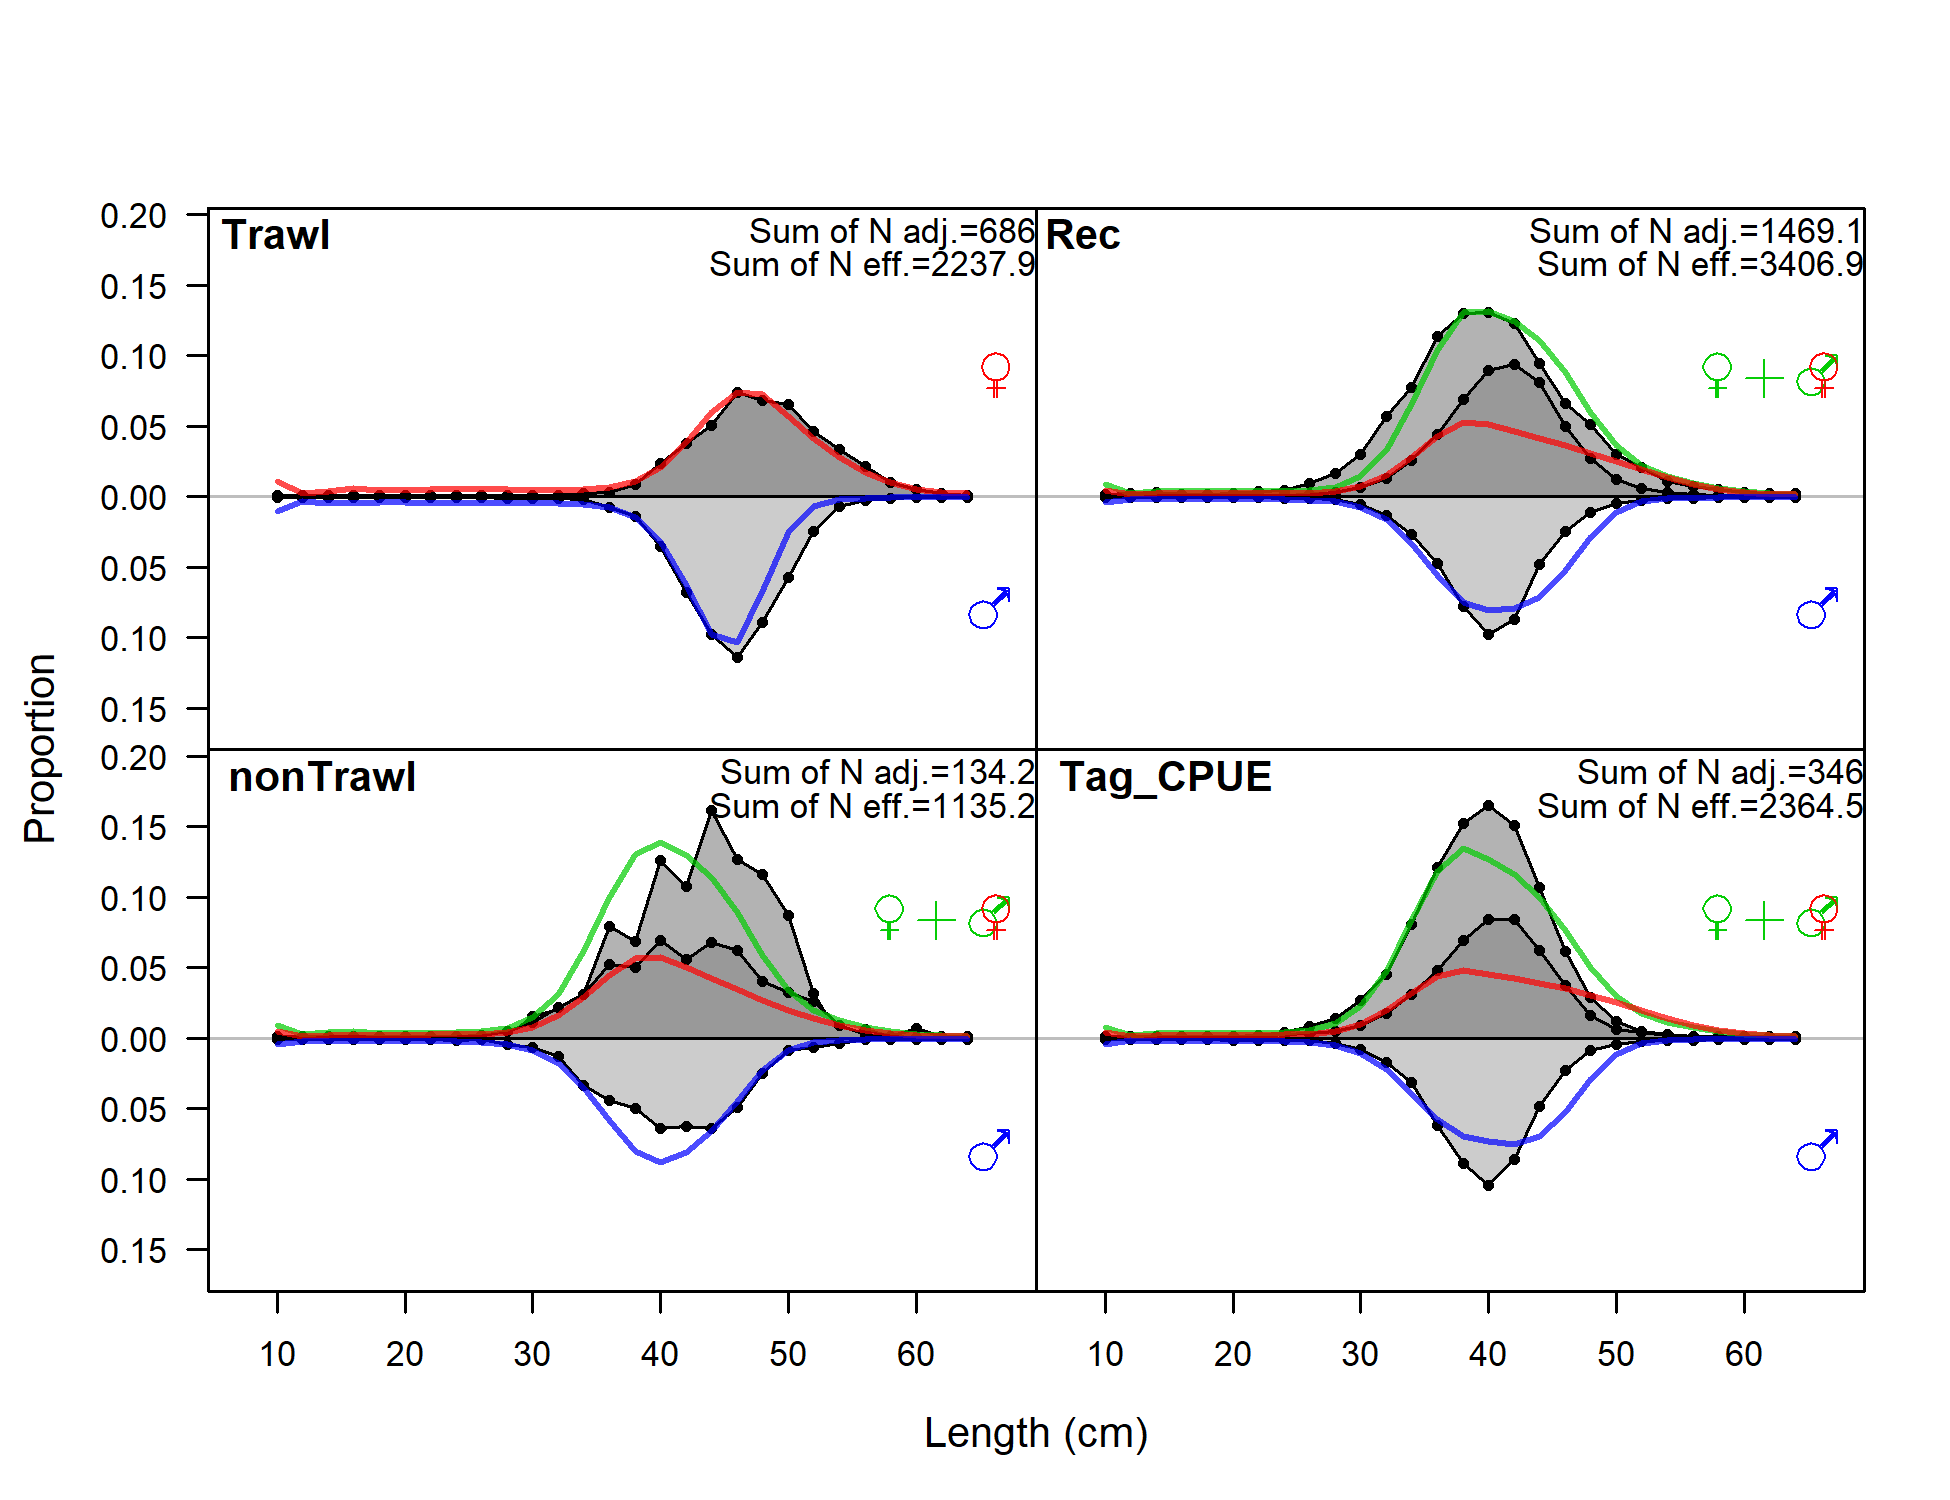 Trawl
Sum of N adj.=686
Sum of N eff.=2237.9
Rec
Sum of N adj.=1469.1
Sum of N eff.=3406.9
0.20
0.15
0.10
0.05
0.00
0.05
0.10
0.15
♀
♂
♀ + ♂
♀
♂
nonTrawl
Sum of N adj.=134.2
Sum of N eff.=1135.2
Tag_CPUE
Sum of N adj.=346
Sum of N eff.=2364.5
0.20
0.15
0.10
0.05
0.00
0.05
0.10
0.15
♀ + ♂
♀
♂
♀ + ♂
♀
♂
Proportion
10 20 30 40 50 60
10 20 30 40 50 60
Length (cm)